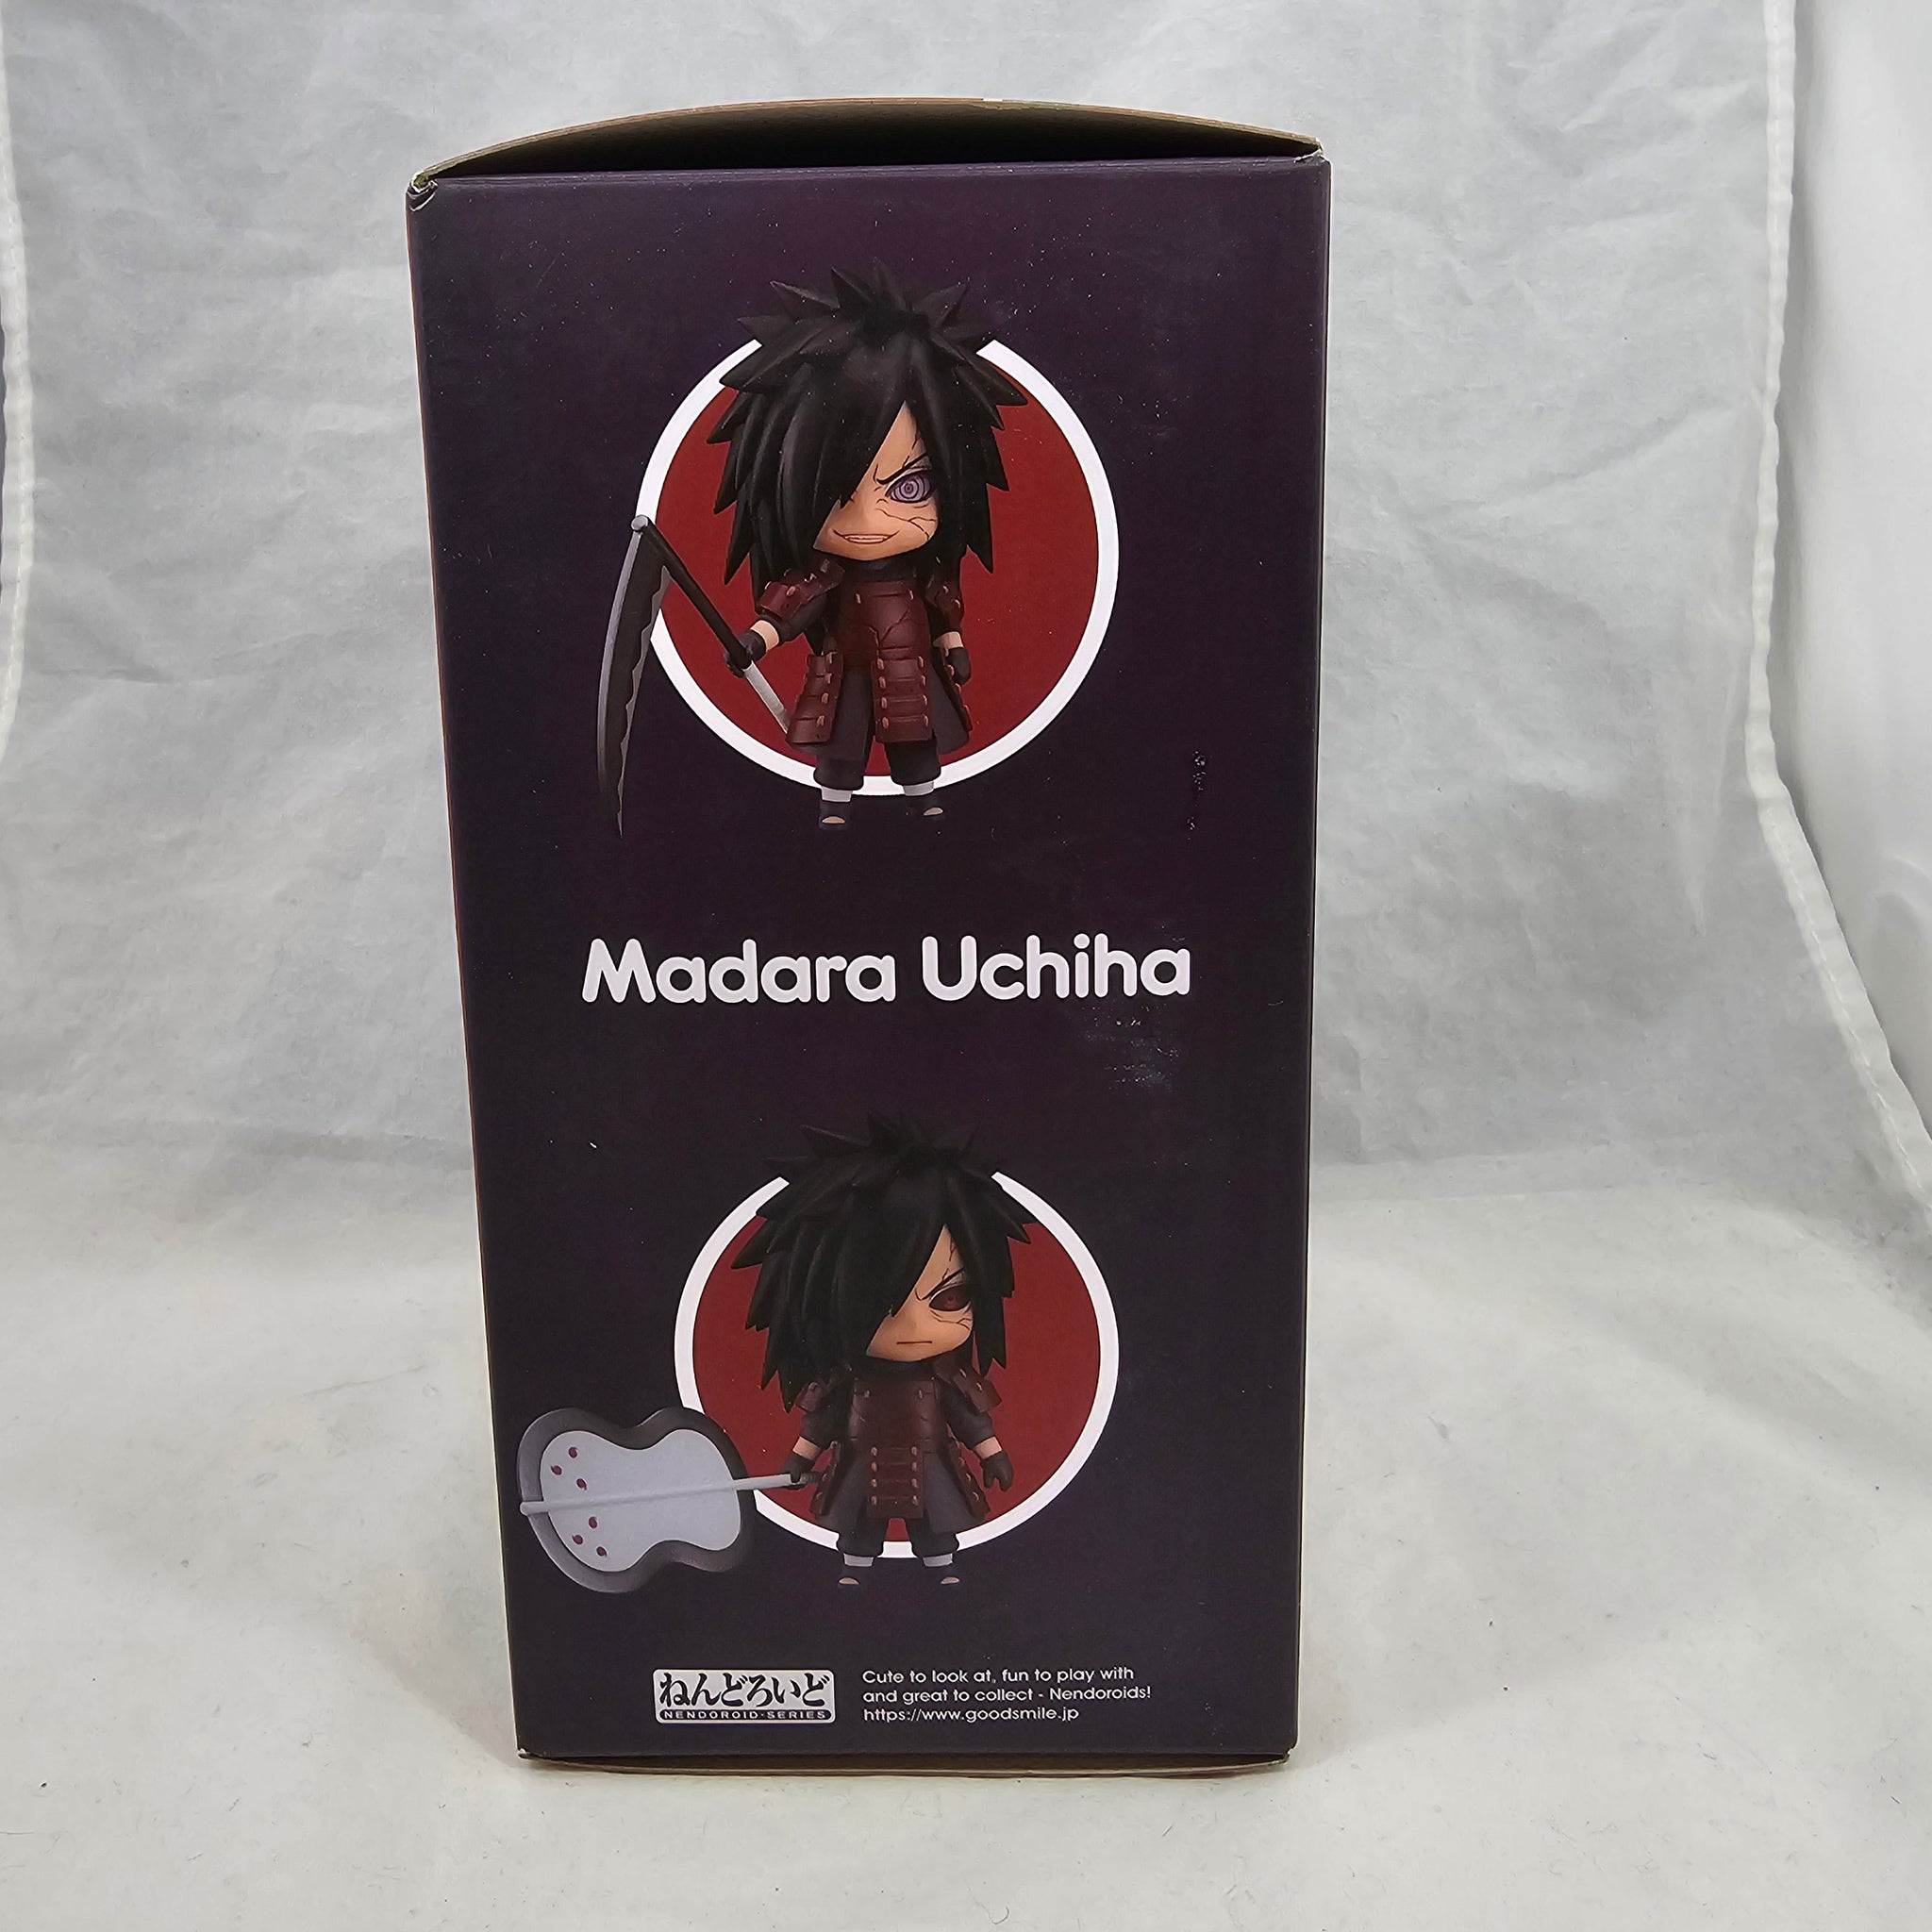 Madara Uchiha
ねんどろいど
NENDOROID·SERIES
Cute to look at, fun to play with
and great to collect - Nendoroids!
https://www.goodsmile.jp